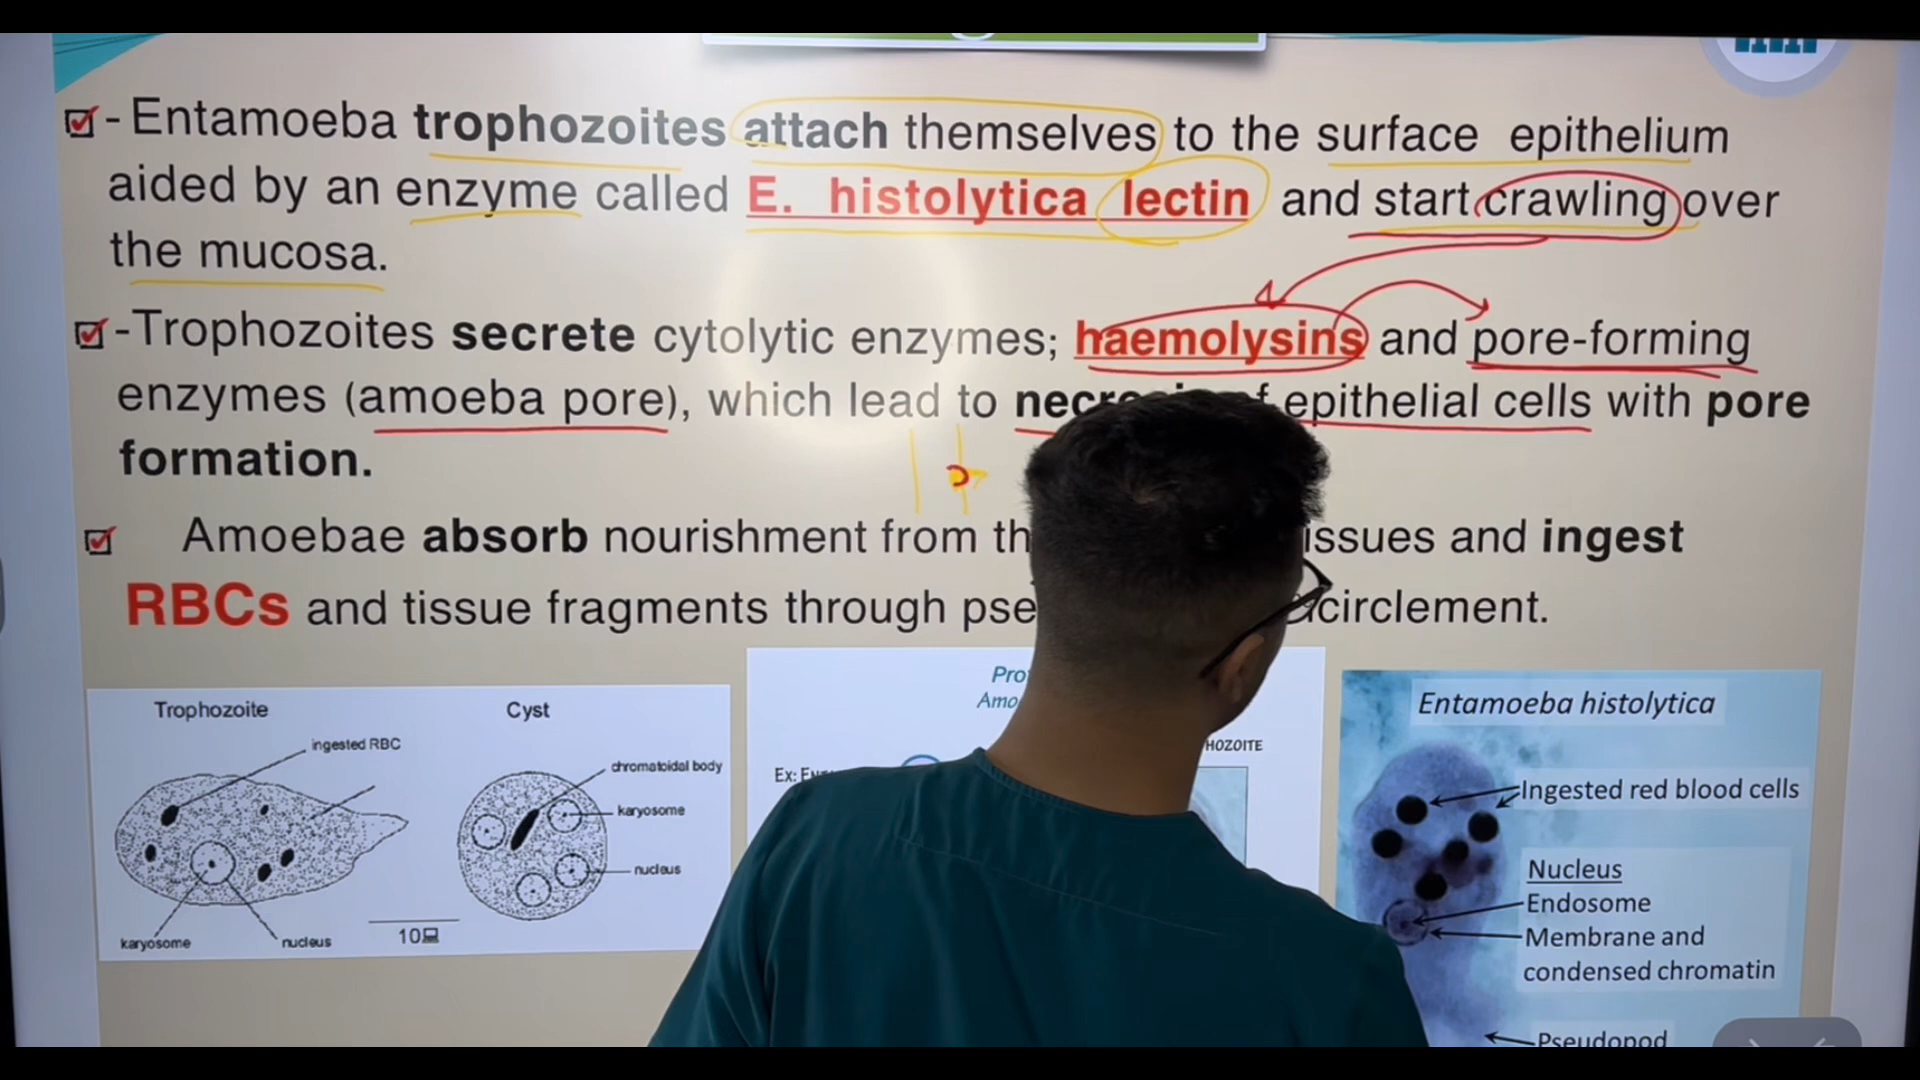 - Entamoeba trophozoites attach themselves to the surface epithelium
aided by an enzyme called E. histolytica lectin and start crawling over
the mucosa.
-Trophozoites secrete cytolytic enzymes; haemolysins and pore-forming
enzymes (amoeba pore), which lead to epithelial cells with pore
formation.
Amoebae absorb nourishment from and ingest
RBCs and tissue fragments through
Trophozoite
Cyst
ingested RBC
chromatoidal body
karyosome
nucleus
karyosome
nucleus
10
Ex:
Entamoeba histolytica
Ingested red blood cells
Nucleus
Endosome
Membrane and
condensed chromatin
Pseudopod